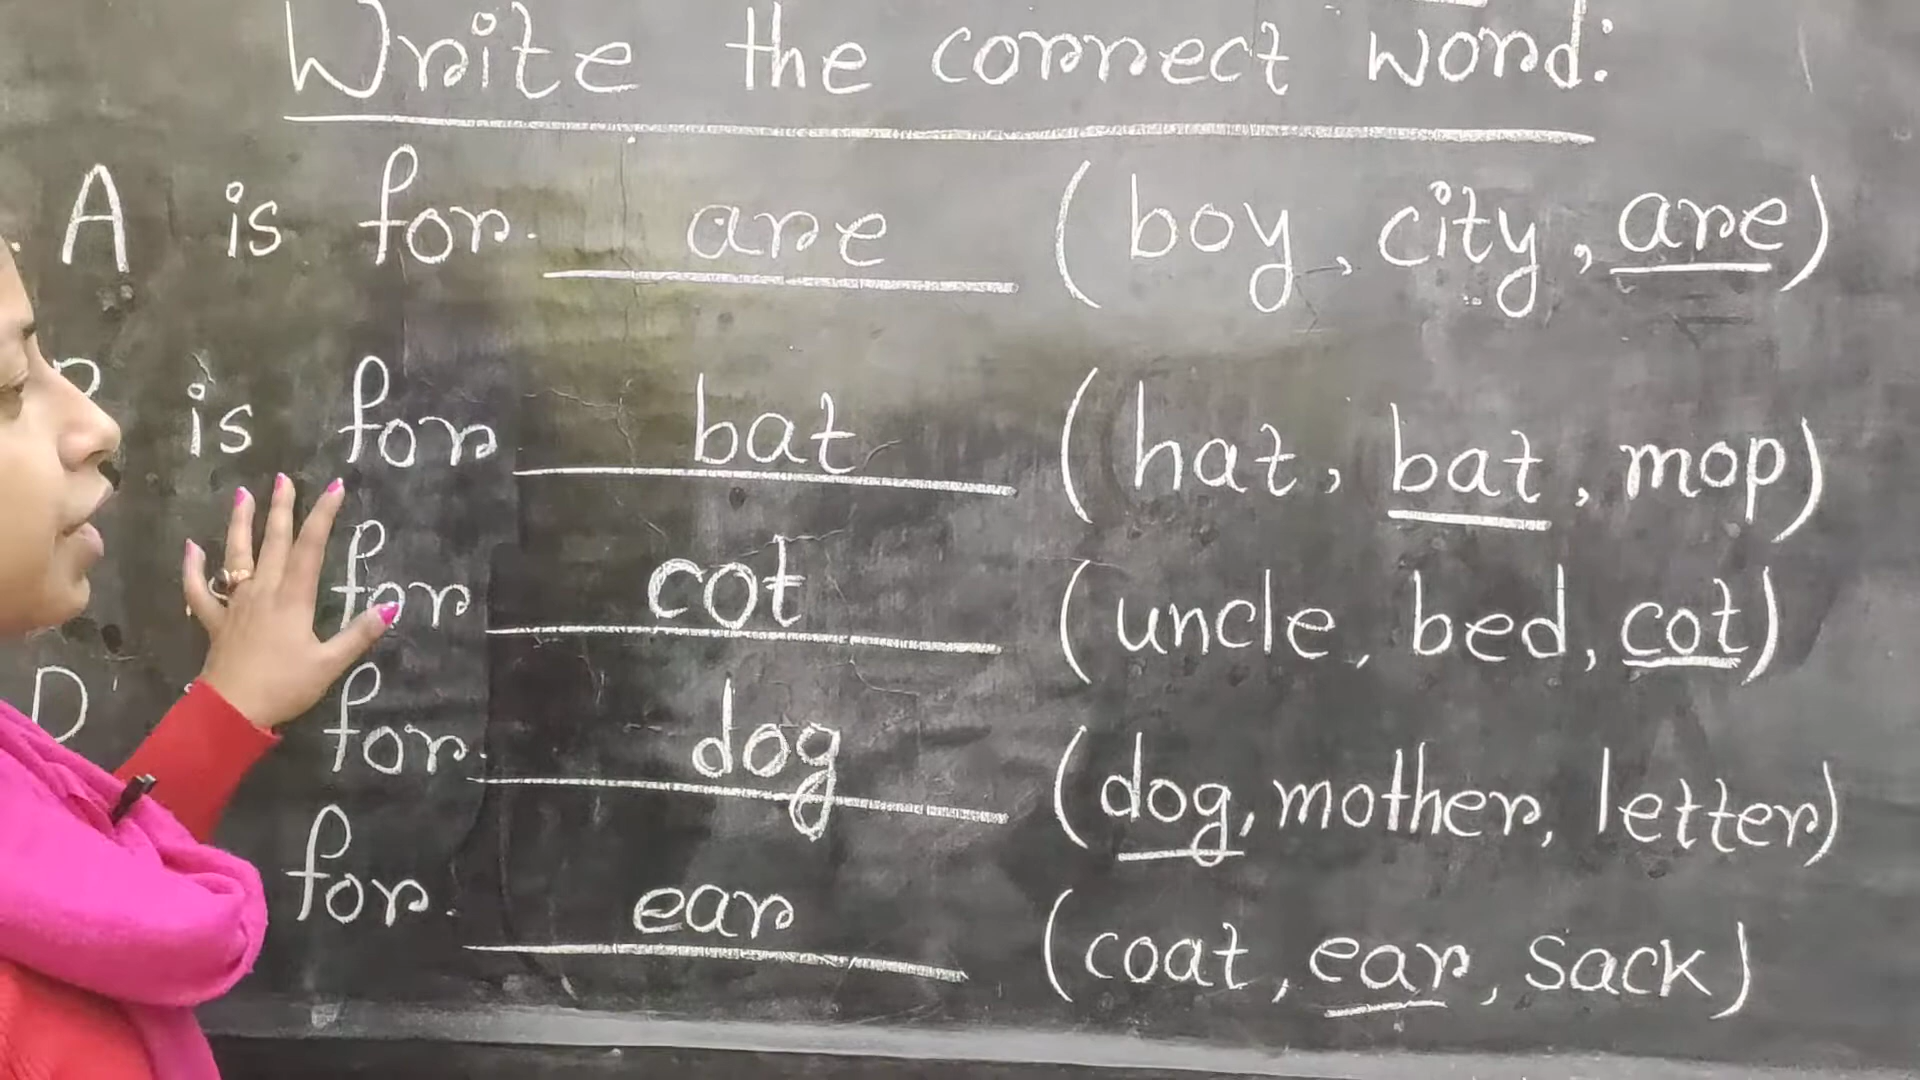 Write the correct word:
A is for are (boy, city, are)
B is for bat (hat, bat, mop)
for cot (uncle, bed, cot)
D for dog (dog, mother, letter)
for ear (coat, ear, sack)